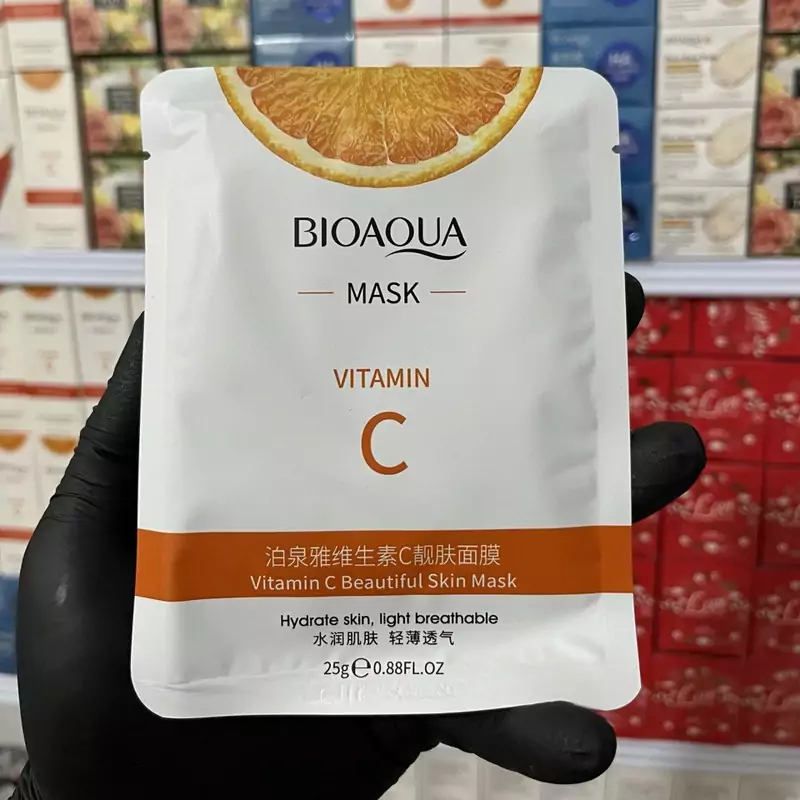 BIOAQUA
MASK
VITAMIN
C
泊泉雅维生素C靓肤面膜
Vitamin C Beautiful Skin Mask
Hydrate skin, light breathable
水润肌肤 轻薄透气
25g℮0.88FL.OZ